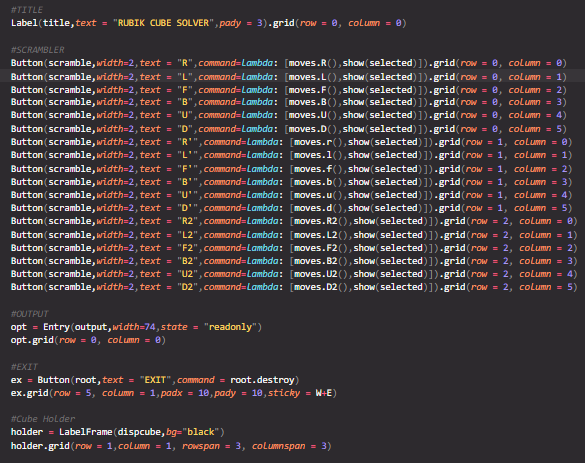 #TITLE
Label(title,text = "RUBIK CUBE SOLVER",pady = 3).grid(row = 0, column = 0)
#SCRAMBLER
Button(scramble,width=2,text = "R",command=lambda: [moves.R(),show(selected)]).grid(row = 0, column = 0)
Button(scramble,width=2,text = "L",command=lambda: [moves.L(),show(selected)]).grid(row = 0, column = 1)
Button(scramble,width=2,text = "F",command=lambda: [moves.F(),show(selected)]).grid(row = 0, column = 2)
Button(scramble,width=2,text = "B",command=lambda: [moves.B(),show(selected)]).grid(row = 0, column = 3)
Button(scramble,width=2,text = "U",command=lambda: [moves.U(),show(selected)]).grid(row = 0, column = 4)
Button(scramble,width=2,text = "D",command=lambda: [moves.D(),show(selected)]).grid(row = 0, column = 5)
Button(scramble,width=2,text = "R'",command=lambda: [moves.r(),show(selected)]).grid(row = 1, column = 0)
Button(scramble,width=2,text = "L'",command=lambda: [moves.l(),show(selected)]).grid(row = 1, column = 1)
Button(scramble,width=2,text = "F'",command=lambda: [moves.f(),show(selected)]).grid(row = 1, column = 2)
Button(scramble,width=2,text = "B'",command=lambda: [moves.b(),show(selected)]).grid(row = 1, column = 3)
Button(scramble,width=2,text = "U'",command=lambda: [moves.u(),show(selected)]).grid(row = 1, column = 4)
Button(scramble,width=2,text = "D'",command=lambda: [moves.d(),show(selected)]).grid(row = 1, column = 5)
Button(scramble,width=2,text = "R2",command=lambda: [moves.R2(),show(selected)]).grid(row = 2, column = 0)
Button(scramble,width=2,text = "L2",command=lambda: [moves.L2(),show(selected)]).grid(row = 2, column = 1)
Button(scramble,width=2,text = "F2",command=lambda: [moves.F2(),show(selected)]).grid(row = 2, column = 2)
Button(scramble,width=2,text = "B2",command=lambda: [moves.B2(),show(selected)]).grid(row = 2, column = 3)
Button(scramble,width=2,text = "U2",command=lambda: [moves.U2(),show(selected)]).grid(row = 2, column = 4)
Button(scramble,width=2,text = "D2",command=lambda: [moves.D2(),show(selected)]).grid(row = 2, column = 5)
#OUTPUT
opt = Entry(output,width=74,state = "readonly")
opt.grid(row = 0, column = 0)
#EXIT
ex = Button(root,text = "EXIT",command = root.destroy)
ex.grid(row = 5, column = 1,padx = 10,pady = 10,sticky = W+E)
#Cube Holder
holder = LabelFrame(dispcube,bg="black")
holder.grid(row = 1,column = 1, rowspan = 3, columnspan = 3)